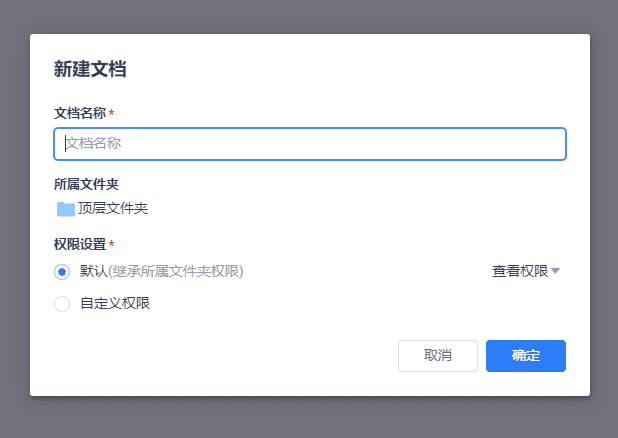 新建文档
文档名称*
文档名称
所属文件夹
顶层文件夹
权限设置*
默认(继承所属文件夹权限) 查看权限
自定义权限
取消 确定